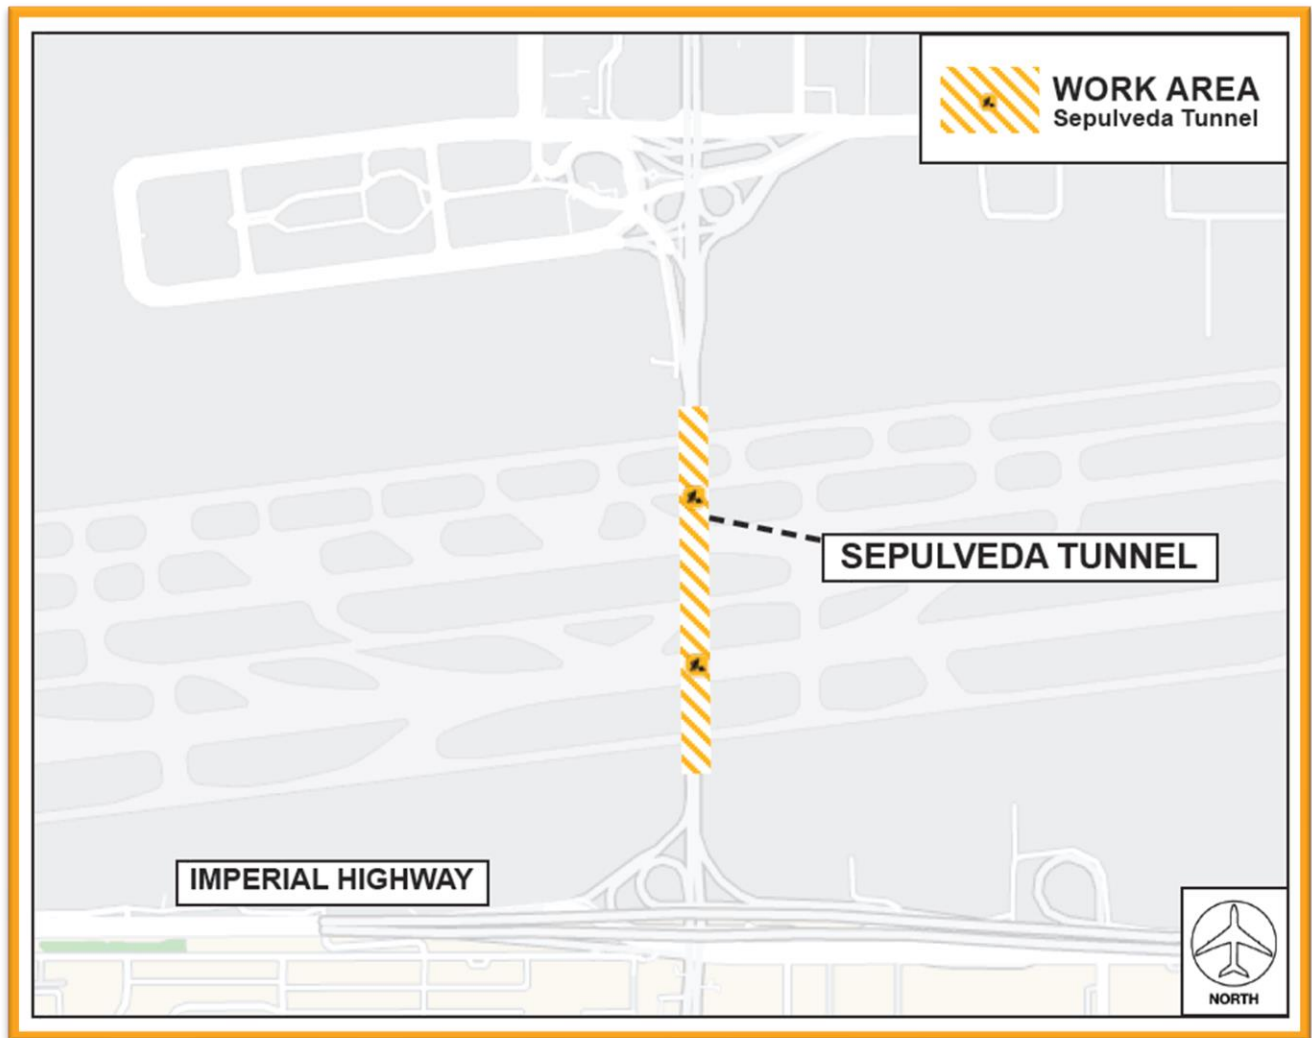 WORK AREA
Sepulveda Tunnel
SEPULVEDA TUNNEL
IMPERIAL HIGHWAY
NORTH